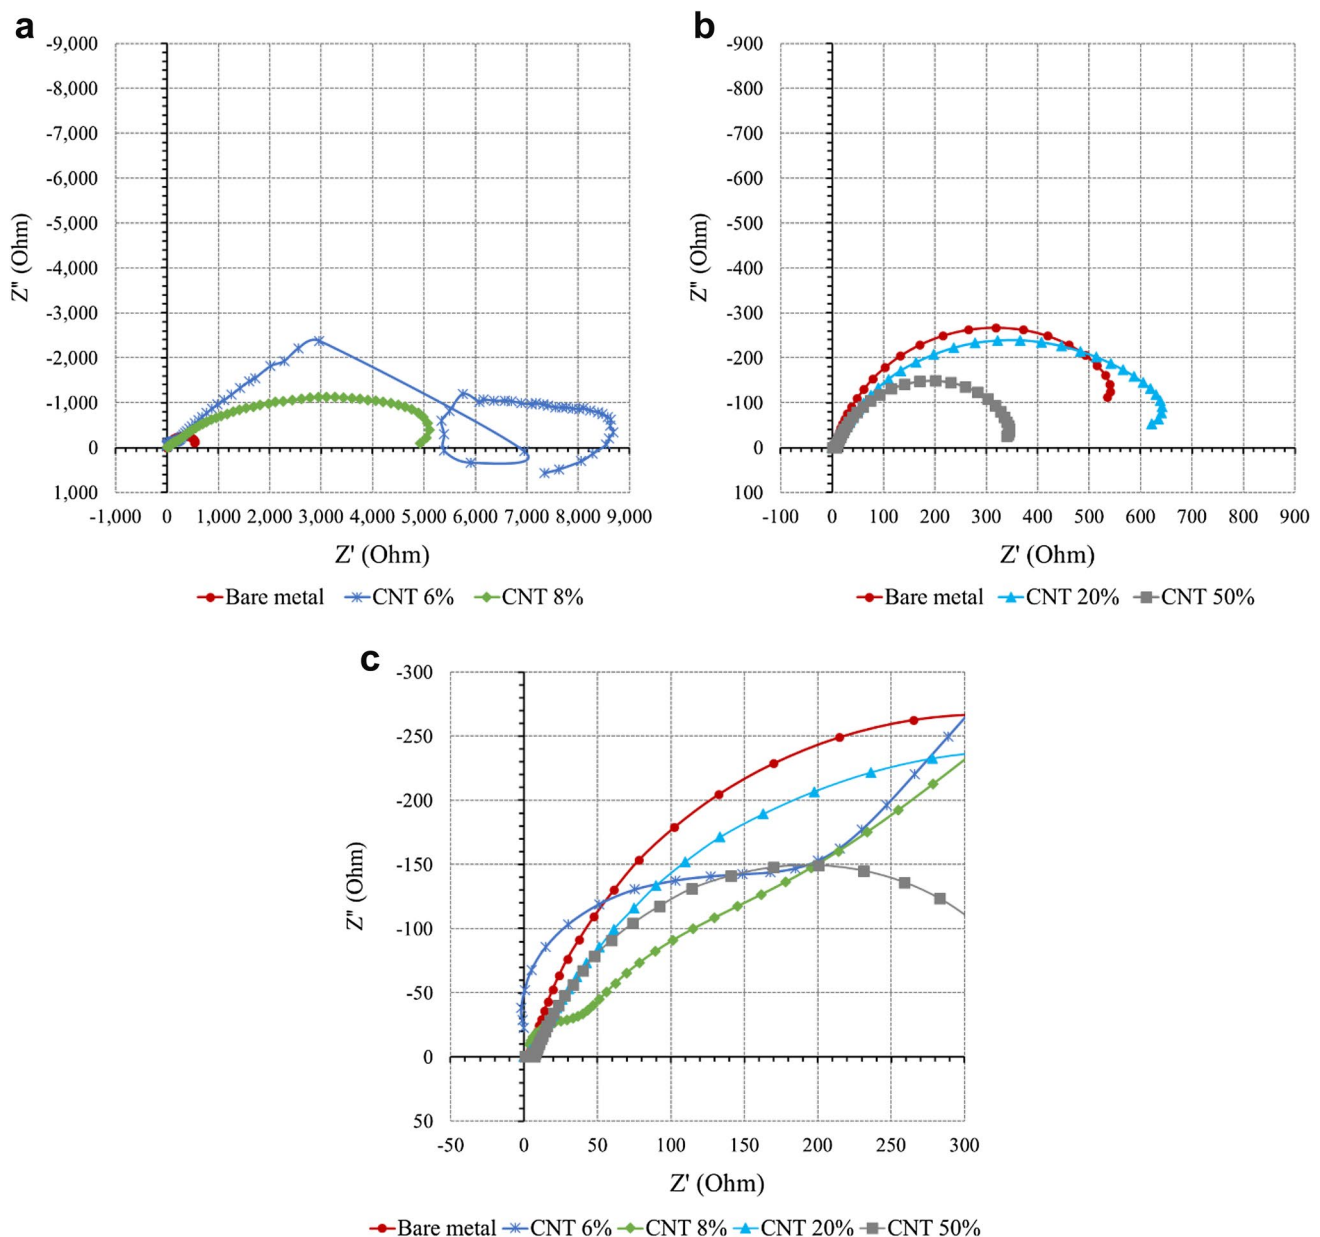 a
-9,000
-8,000
-7,000
-6,000
-5,000
-4,000
-3,000
-2,000
-1,000
0
1,000
Z" (Ohm)
-1,000 0 1,000 2,000 3,000 4,000 5,000 6,000 7,000 8,000 9,000
Z' (Ohm)
Bare metal CNT 6% CNT 8%
b
-900
-800
-700
-600
-500
-400
-300
-200
-100
0
100
Z" (Ohm)
-100 0 100 200 300 400 500 600 700 800 900
Z' (Ohm)
Bare metal CNT 20% CNT 50%
c
-300
-250
-200
-150
-100
-50
0
50
Z" (Ohm)
-50 0 50 100 150 200 250 300
Z' (Ohm)
Bare metal CNT 6% CNT 8% CNT 20% CNT 50%